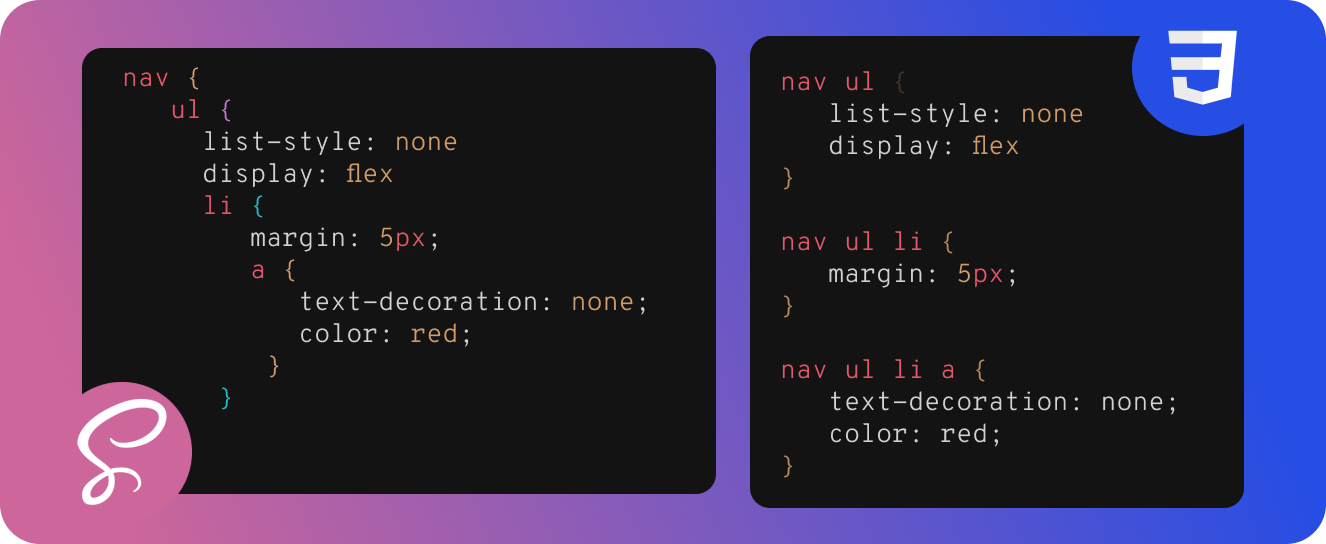 nav {
ul {
list-style: none
display: flex
li {
margin: 5px;
a {
text-decoration: none;
color: red;
}
}
nav ul {
list-style: none
display: flex
}
nav ul li {
margin: 5px;
}
nav ul li a {
text-decoration: none;
color: red;
}